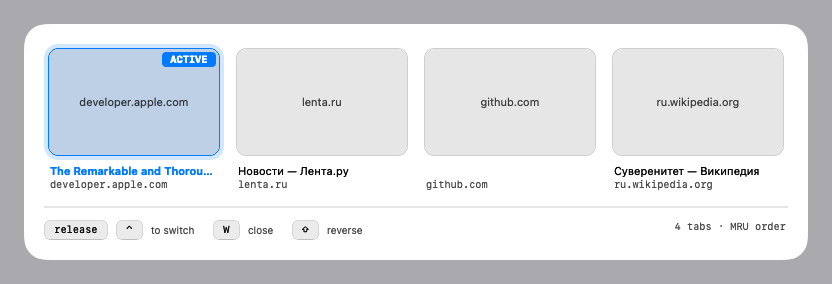 ACTIVE
developer.apple.com
lenta.ru
github.com
ru.wikipedia.org
The Remarkable and Thorou...
developer.apple.com
Новости — Лента.ру
lenta.ru
github.com
Суверенитет — Википедия
ru.wikipedia.org
release ^ to switch W close ⇧ reverse
4 tabs · MRU order